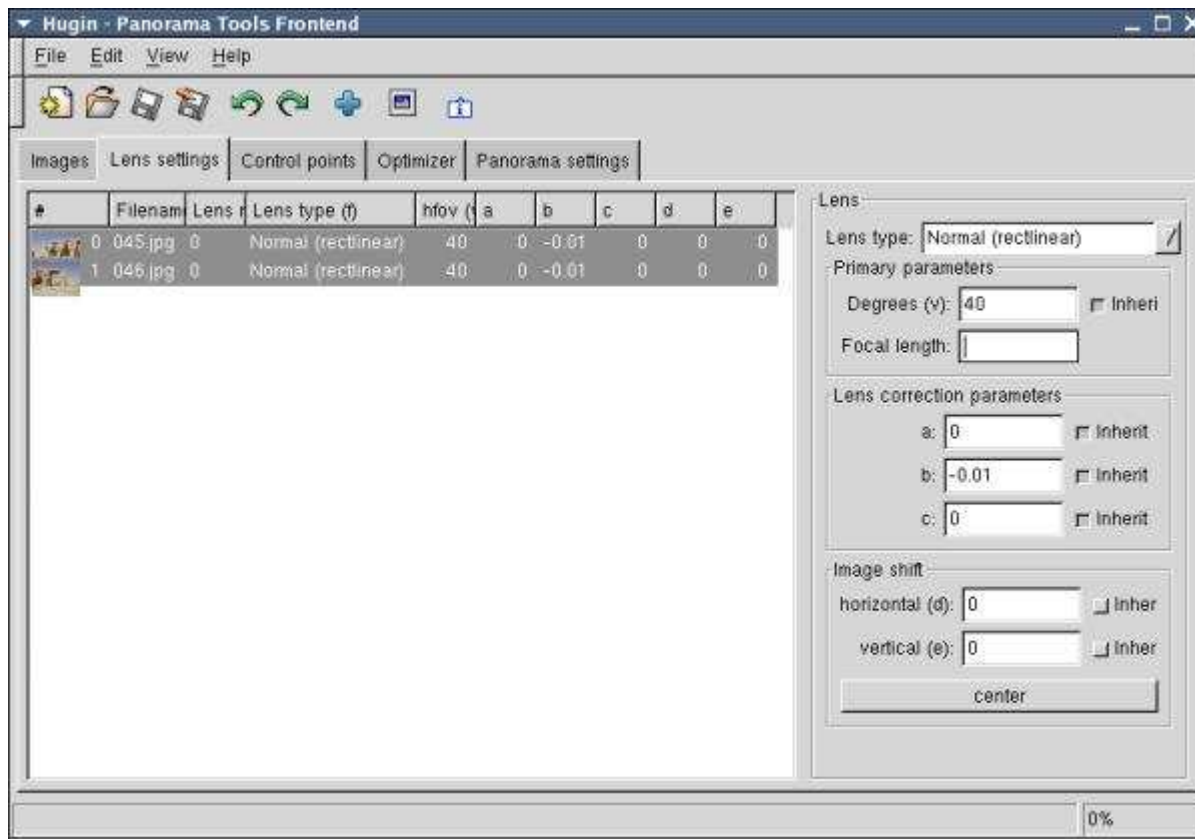 Hugin - Panorama Tools Frontend
File Edit View Help
Images Lens settings Control points Optimizer Panorama settings
# Filenam Lens r Lens type (f) hfov (v a b c d e
0 045.jpg 0 Normal (rectlinear) 40 0 -0.01 0 0 0
1 046.jpg 0 Normal (rectlinear) 40 0 -0.01 0 0 0
Lens
Lens type: Normal (rectlinear)
Primary parameters
Degrees (v): 40 Inheri
Focal length:
Lens correction parameters
a: 0 Inherit
b: -0.01 Inherit
c: 0 Inherit
Image shift
horizontal (d): 0 Inher
vertical (e): 0 Inher
center
0%